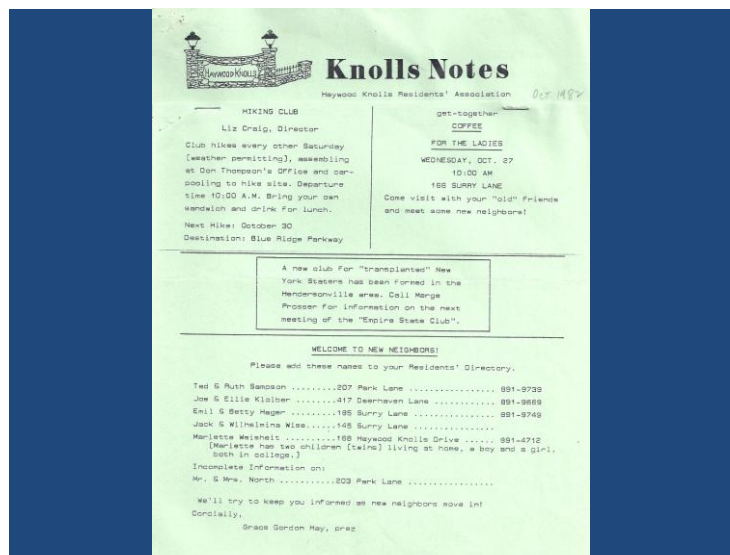 HAYWOOD KNOLLS
Knolls Notes
Haywood Knolls Residents' Association
Oct 1982
HIKING CLUB
Liz Craig, Director
Club hikes every other Saturday
[weather permitting], assembling
at Don Thompson's Office and car-
pooling to hike site. Departure
time 10:00 A.M. Bring your own
sandwich and drink for lunch.
Next Hike: October 30
Destination: Blue Ridge Parkway
get-together
COFFEE
FOR THE LADIES
WEDNESDAY, OCT. 27
10:00 AM
166 SURRY LANE
Come visit with your "old" friends
and meet some new neighbors!
A new club for "transplanted" New
York Staters has been formed in the
Hendersonville area. Call Marge
Prosser for information on the next
meeting of the "Empire State Club".
WELCOME TO NEW NEIGHBORS!
Please add these names to your Residents' Directory.
Ted & Ruth Sampson .........207 Park Lane ................ 891-9739
Joe & Ellie Kloiber ........417 Deerhaven Lane ............. 891-9669
Emil & Betty Hager .........185 Surry Lane ............... 891-9749
Jack & Wilhelmina Wise......145 Surry Lane ...............
Marlette Weisheit ..........168 Haywood Knolls Drive ...... 891-4712
[Marlette has two children [twins] living at home, a boy and a girl,
both in college.]
Incomplete Information on:
Mr. & Mrs. North ...........203 Park Lane ................
We'll try to keep you informed as new neighbors move in!
Cordially,
Grace Gordon May, prez